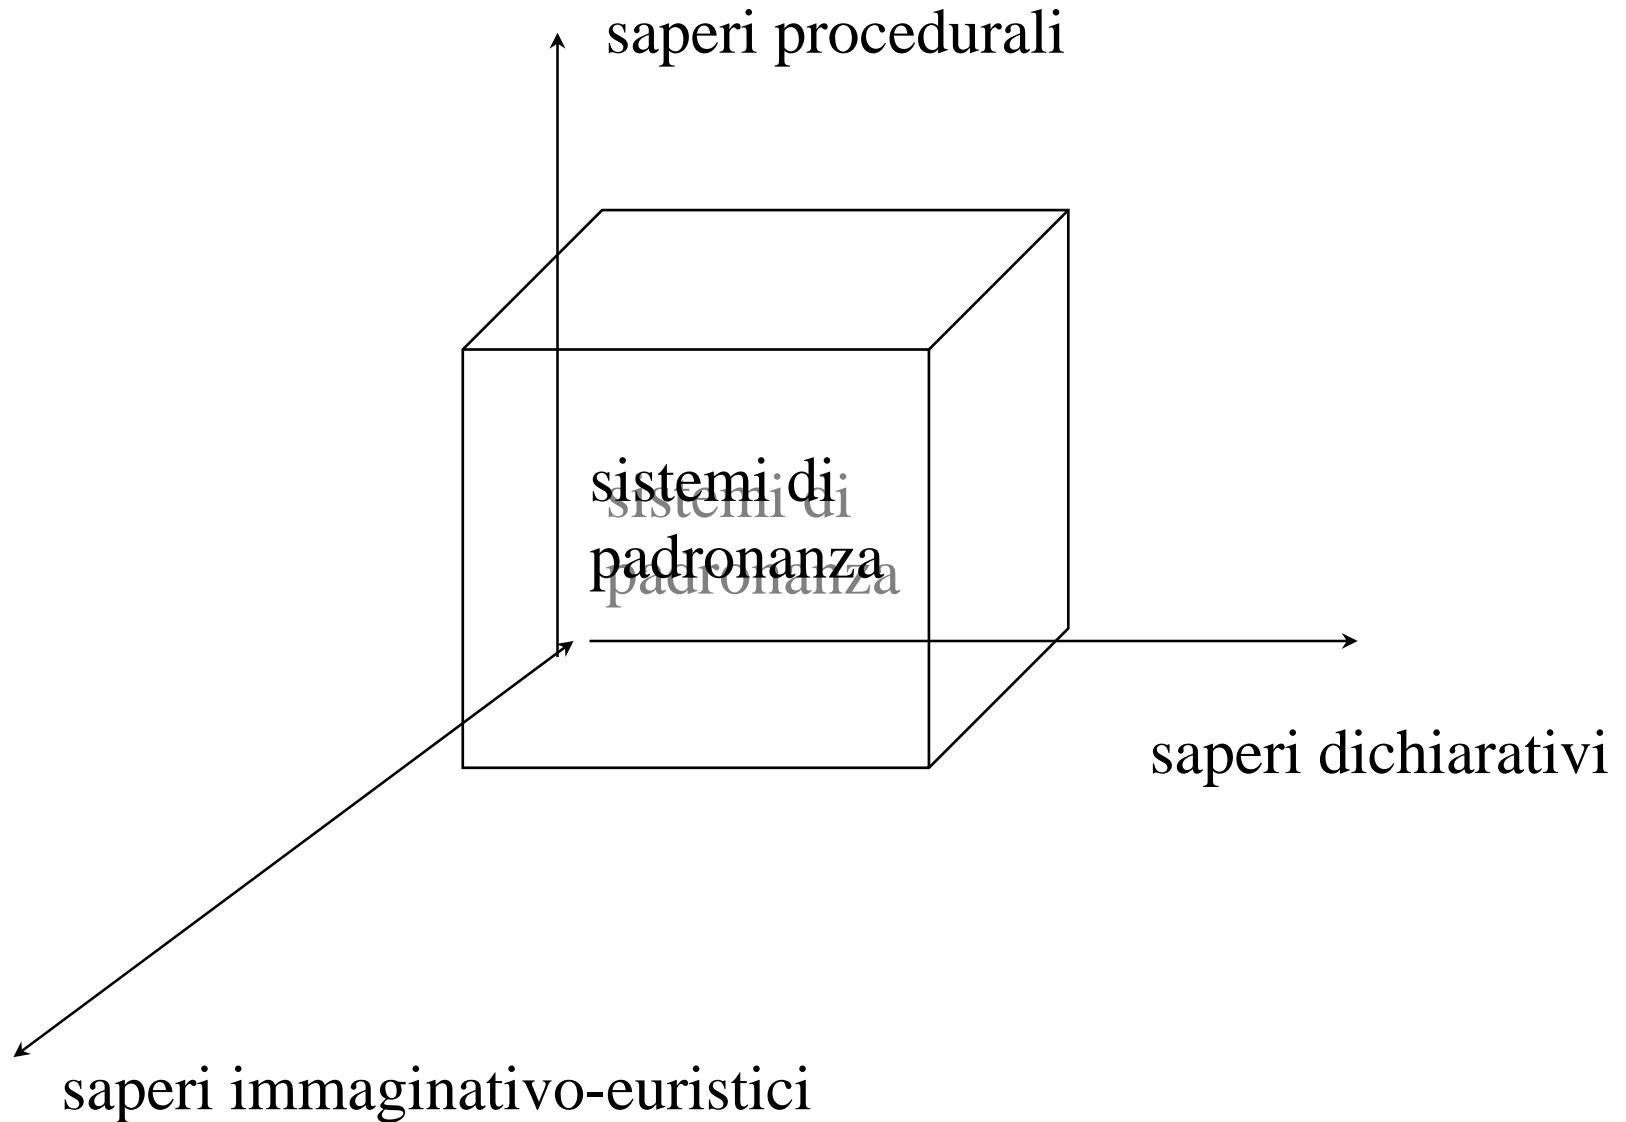 saperi procedurali
sistemi di
padronanza
saperi dichiarativi
saperi immaginativo-euristici